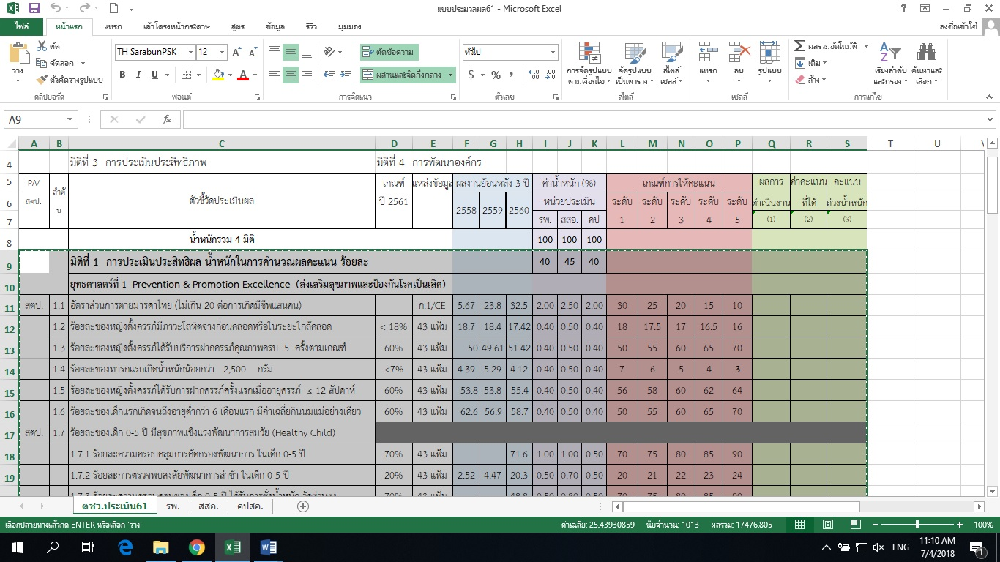 แบบประมวลผล61 - Microsoft Excel
ไฟล์ หน้าแรก แทรก เค้าโครงหน้ากระดาษ สูตร ข้อมูล รีวิว มุมมอง ลงชื่อเข้าใช้
วาง ตัด คัดลอก ตัวคัดวางรูปแบบ คลิปบอร์ด
TH SarabunPSK 12 A A B I U A ฟอนต์
ตัดข้อความ ผสานและจัดกึ่งกลาง การจัดแนว
ทั่วไป $ % , ตัวเลข
การจัดรูปแบบตามเงื่อนไข จัดรูปแบบเป็นตาราง สไตล์เซลล์ สไตล์
แทรก ลบ รูปแบบ เซลล์
ผลรวมอัตโนมัติ เติม ล้าง เรียงลำดับและกรอง ค้นหาและเลือก การแก้ไข
A9 fx
A B C D E F G H I J K L M N O P Q R S T U
4 มิติที่ 3 การประเมินประสิทธิภาพ มิติที่ 4 การพัฒนาองค์กร
5 PA/ ลำดับ เกณฑ์ แหล่งข้อมูล ผลงานย้อนหลัง 3 ปี ค่าน้ำหนัก (%) เกณฑ์การให้คะแนน ผลการ ค่าคะแนน คะแนน
6 สตป. ตัวชี้วัดประเมินผล ปี 2561 2558 2559 2560 หน่วยประเมิน ระดับ ระดับ ระดับ ระดับ ระดับ ดำเนินงาน ที่ได้ ถ่วงน้ำหนัก
7 รพ. สสอ. คป 1 2 3 4 5 (1) (2) (3)
8 น้ำหนักรวม 4 มิติ 100 100 100
9 มิติที่ 1 การประเมินประสิทธิผล น้ำหนักในการคำนวณผลคะแนน ร้อยละ 40 45 40
10 ยุทธศาสตร์ที่ 1 Prevention & Promotion Excellence (ส่งเสริมสุขภาพและป้องกันโรคเป็นเลิศ)
11 สตป. 1.1 อัตราส่วนการตายมารดาไทย (ไม่เกิน 20 ต่อการเกิดมีชีพแสนคน) ก.1/CE 5.67 23.8 32.5 2.00 2.50 2.00 30 25 20 15 10
12 1.2 ร้อยละของหญิงตั้งครรภ์มีภาวะโลหิตจางก่อนคลอดหรือในระยะใกล้คลอด < 18% 43 แฟ้ม 18.7 18.4 17.42 0.40 0.50 0.40 18 17.5 17 16.5 16
13 1.3 ร้อยละของหญิงตั้งครรภ์ได้รับบริการฝากครรภ์คุณภาพครบ 5 ครั้งตามเกณฑ์ 60% 43 แฟ้ม 50 49.61 51.42 0.40 0.50 0.40 50 55 60 65 70
14 1.4 ร้อยละของทารกแรกเกิดน้ำหนักน้อยกว่า 2,500 กรัม <7% 43 แฟ้ม 4.39 5.29 4.12 0.40 0.50 0.40 7 6 5 4 3
15 1.5 ร้อยละของหญิงตั้งครรภ์ได้รับการฝากครรภ์ครั้งแรกเมื่ออายุครรภ์ ≤ 12 สัปดาห์ 60% 43 แฟ้ม 53.8 53.8 55.4 0.40 0.50 0.40 56 58 60 62 64
16 1.6 ร้อยละของเด็กแรกเกิดจนถึงอายุต่ำกว่า 6 เดือนแรก มีค่าเฉลี่ยกินนมแม่อย่างเดียว 60% 43 แฟ้ม 62.6 56.9 58.7 0.40 0.50 0.40 50 55 60 65 70
17 สตป. 1.7 ร้อยละของเด็ก 0-5 ปี มีสุขภาพแข็งแรงพัฒนาการสมวัย (Healthy Child)
18 1.7.1 ร้อยละความครอบคลุมการคัดกรองพัฒนาการ ในเด็ก 0-5 ปี 70% 43 แฟ้ม 71.6 1.00 1.00 0.50 70 75 80 85 90
19 1.7.2 ร้อยละการตรวจพบสงสัยพัฒนาการล่าช้า ในเด็ก 0-5 ปี 20% 43 แฟ้ม 2.52 4.47 20.3 0.50 0.70 0.50 20 21 22 23 24
ตชว.ประเมิน61 รพ. สสอ. คปสอ.
เลือกปลายทางแล้วกด ENTER หรือเลือก 'วาง' ค่าเฉลี่ย: 25.43930859 นับจำนวน: 1013 ผลรวม: 17476.805 100%
ENG 11:10 AM
7/4/2018 1